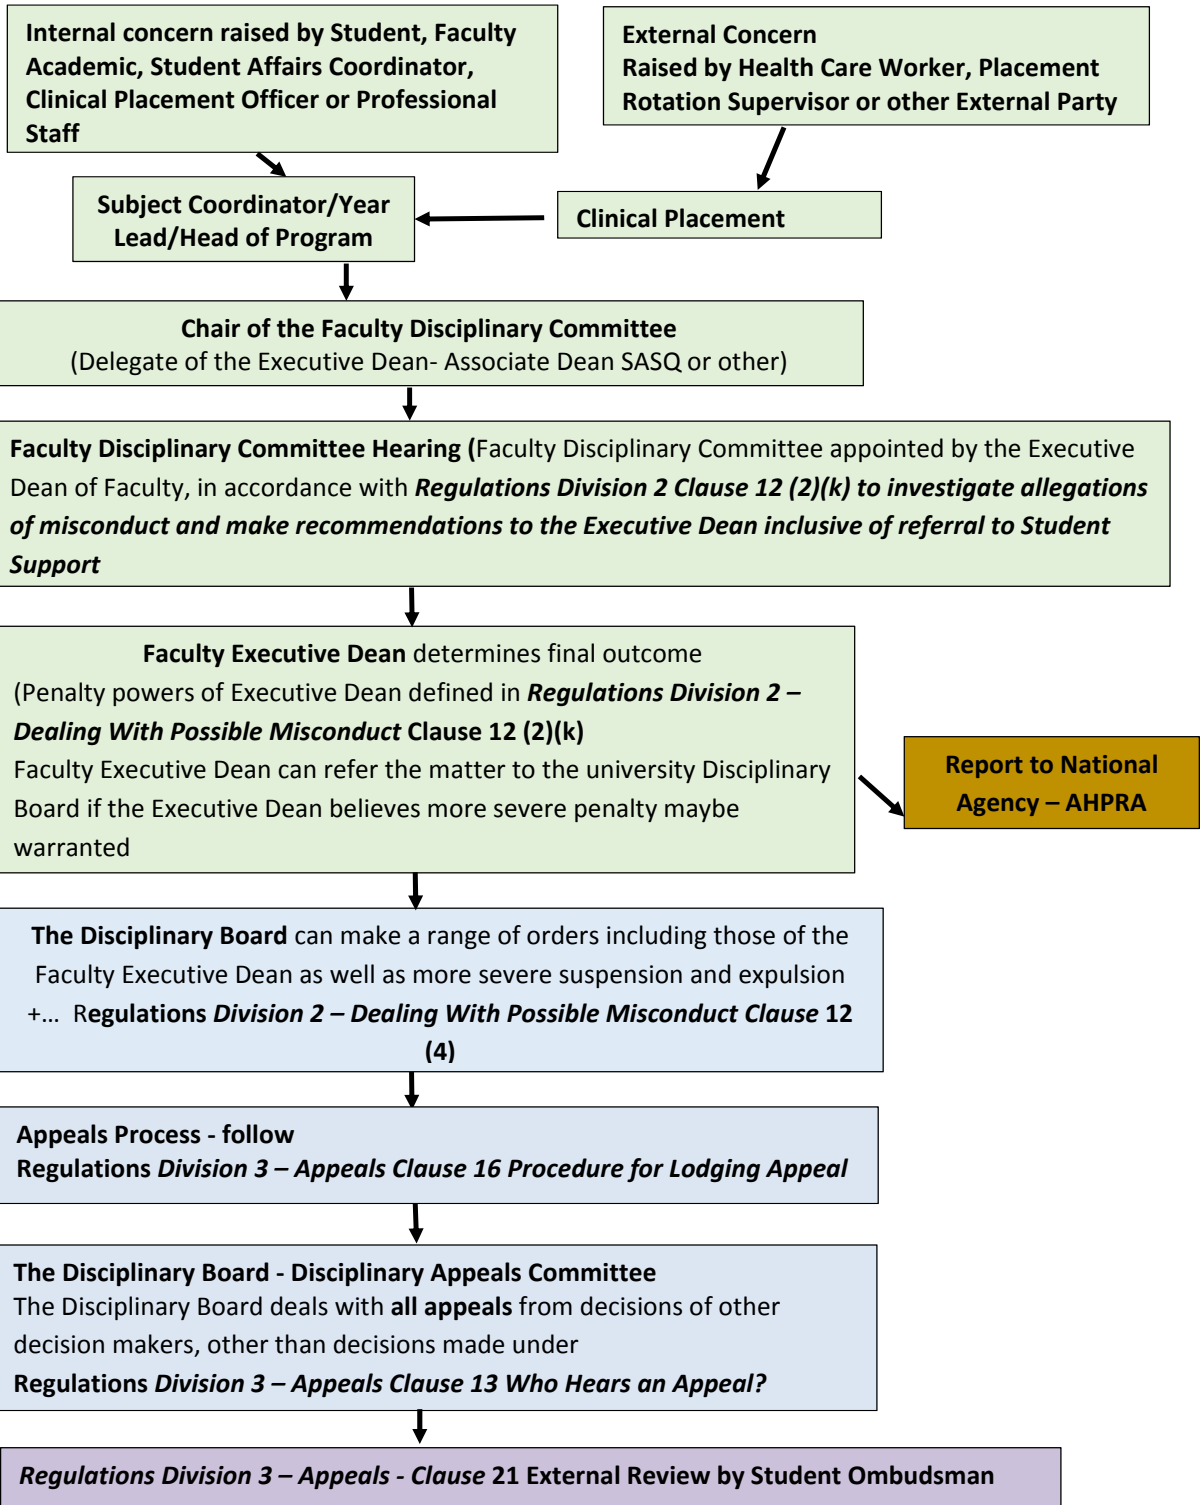 Internal concern raised by Student, Faculty
Academic, Student Affairs Coordinator,
Clinical Placement Officer or Professional
Staff
External Concern
Raised by Health Care Worker, Placement
Rotation Supervisor or other External Party
Subject Coordinator/Year
Lead/Head of Program
Clinical Placement
Chair of the Faculty Disciplinary Committee
(Delegate of the Executive Dean- Associate Dean SASQ or other)
Faculty Disciplinary Committee Hearing (Faculty Disciplinary Committee appointed by the Executive
Dean of Faculty, in accordance with Regulations Division 2 Clause 12 (2)(k) to investigate allegations
of misconduct and make recommendations to the Executive Dean inclusive of referral to Student
Support
Faculty Executive Dean determines final outcome
(Penalty powers of Executive Dean defined in Regulations Division 2 –
Dealing With Possible Misconduct Clause 12 (2)(k)
Faculty Executive Dean can refer the matter to the university Disciplinary
Board if the Executive Dean believes more severe penalty maybe
warranted
Report to National
Agency – AHPRA
The Disciplinary Board can make a range of orders including those of the
Faculty Executive Dean as well as more severe suspension and expulsion
+... Regulations Division 2 – Dealing With Possible Misconduct Clause 12
(4)
Appeals Process - follow
Regulations Division 3 – Appeals Clause 16 Procedure for Lodging Appeal
The Disciplinary Board - Disciplinary Appeals Committee
The Disciplinary Board deals with all appeals from decisions of other
decision makers, other than decisions made under
Regulations Division 3 – Appeals Clause 13 Who Hears an Appeal?
Regulations Division 3 – Appeals - Clause 21 External Review by Student Ombudsman